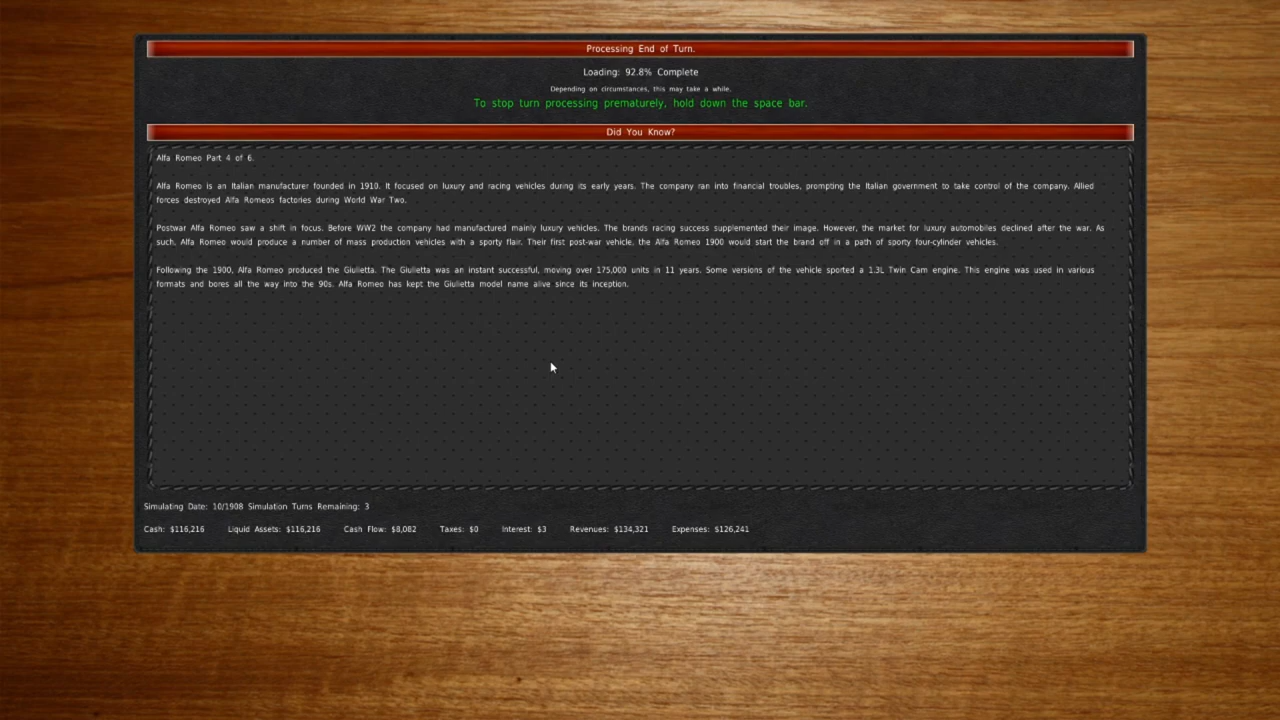 Processing End of Turn.
Loading: 92.8% Complete
Depending on circumstances, this may take a while.
To stop turn processing prematurely, hold down the space bar.
Did You Know?
Alfa Romeo Part 4 of 6.
Alfa Romeo is an Italian manufacturer founded in 1910. It focused on luxury and racing vehicles during its early years. The company ran into financial troubles, prompting the Italian government to take control of the company. Allied
forces destroyed Alfa Romeos factories during World War Two.
Postwar Alfa Romeo saw a shift in focus. Before WW2 the company had manufactured mainly luxury vehicles. The brands racing success supplemented their image. However, the market for luxury automobiles declined after the war. As
such, Alfa Romeo would produce a number of mass production vehicles with a sporty flair. Their first post-war vehicle, the Alfa Romeo 1900 would start the brand off in a path of sporty four-cylinder vehicles.
Following the 1900, Alfa Romeo produced the Giulietta. The Giulietta was an instant successful, moving over 175,000 units in 11 years. Some versions of the vehicle sported a 1.3L Twin Cam engine. This engine was used in various
formats and bores all the way into the 90s. Alfa Romeo has kept the Giulietta model name alive since its inception.
Simulating Date: 10/1908 Simulation Turns Remaining: 3
Cash: $116,216 Liquid Assets: $116,216 Cash Flow: $8,082 Taxes: $0 Interest: $3 Revenues: $134,321 Expenses: $126,241